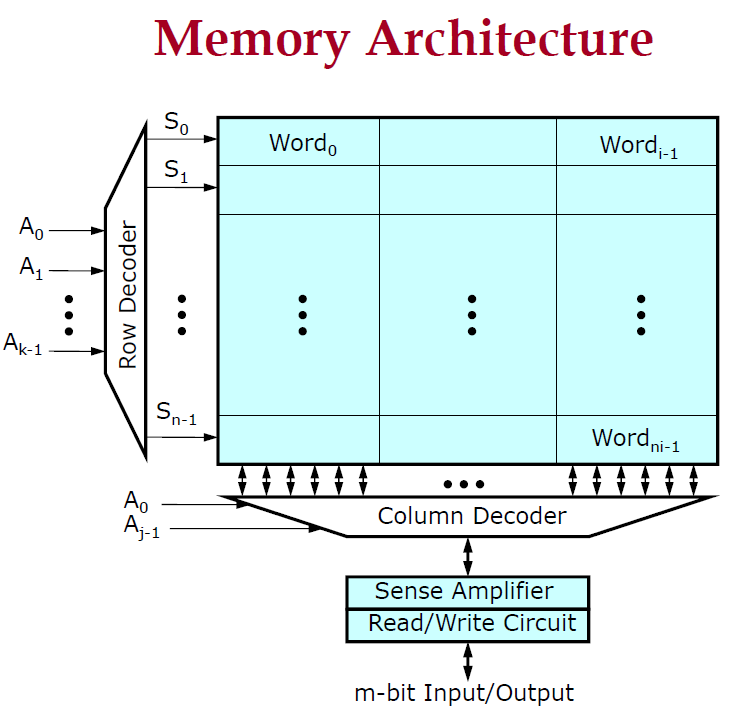 Memory Architecture
S0
Word0
Wordi-1
S1
A0
A1
Row Decoder
Ak-1
Sn-1
Wordni-1
A0
Aj-1
Column Decoder
Sense Amplifier
Read/Write Circuit
m-bit Input/Output